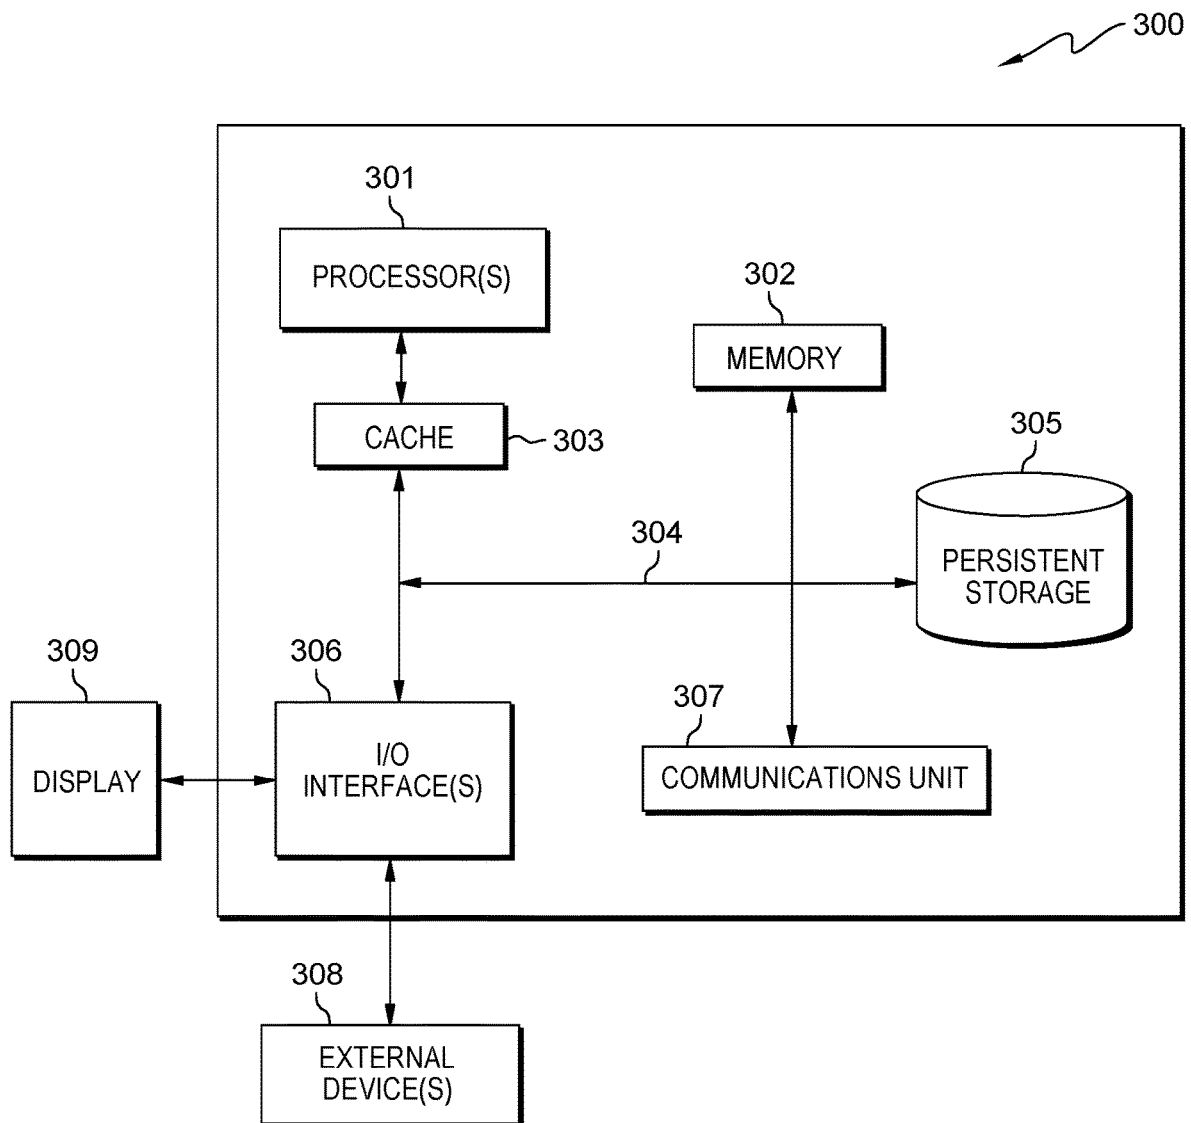 300
301
PROCESSOR(S)
302
MEMORY
CACHE
303
305
304
PERSISTENT
STORAGE
309
306
307
DISPLAY
I/O
INTERFACE(S)
COMMUNICATIONS UNIT
308
EXTERNAL
DEVICE(S)